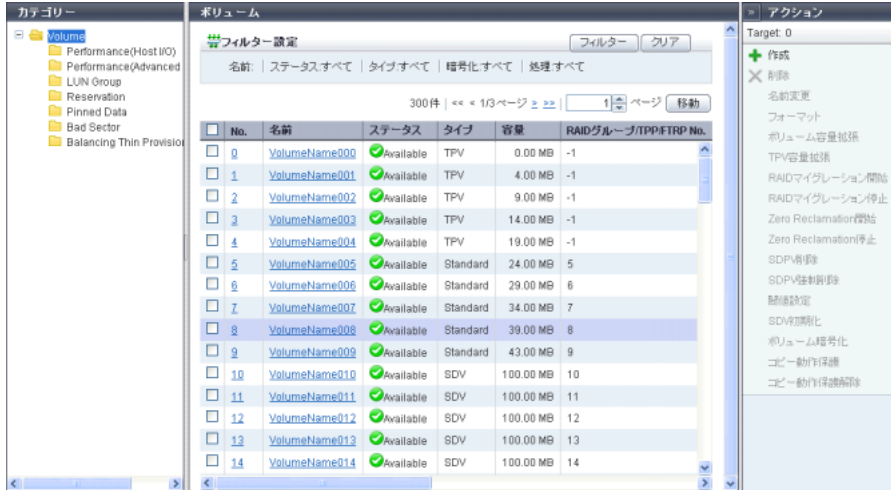 カテゴリー
Volume
Performance(Host I/O)
Performance(Advanced
LUN Group
Reservation
Pinned Data
Bad Sector
Balancing Thin Provisio
ボリューム
フィルター設定
フィルター クリア
名前: | ステータス:すべて | タイプ:すべて | 暗号化:すべて | 処理:すべて
300件 | << < 1/3ページ > >> | 1 ページ 移動
No. 名前 ステータス タイプ 容量 RAIDグループ/TPP/FTRP No.
0 VolumeName000 Available TPV 0.00 MB -1
1 VolumeName001 Available TPV 4.00 MB -1
2 VolumeName002 Available TPV 9.00 MB -1
3 VolumeName003 Available TPV 14.00 MB -1
4 VolumeName004 Available TPV 19.00 MB -1
5 VolumeName005 Available Standard 24.00 MB 5
6 VolumeName006 Available Standard 29.00 MB 6
7 VolumeName007 Available Standard 34.00 MB 7
8 VolumeName008 Available Standard 39.00 MB 8
9 VolumeName009 Available Standard 43.00 MB 9
10 VolumeName010 Available SDV 100.00 MB 10
11 VolumeName011 Available SDV 100.00 MB 11
12 VolumeName012 Available SDV 100.00 MB 12
13 VolumeName013 Available SDV 100.00 MB 13
14 VolumeName014 Available SDV 100.00 MB 14
» アクション
Target: 0
作成
削除
名前変更
フォーマット
ボリューム容量拡張
TPV容量拡張
RAIDマイグレーション開始
RAIDマイグレーション停止
Zero Reclamation開始
Zero Reclamation停止
SDPV削除
SDPV強制削除
閾値設定
SDV初期化
ボリューム暗号化
コピー動作保護
コピー動作保護解除